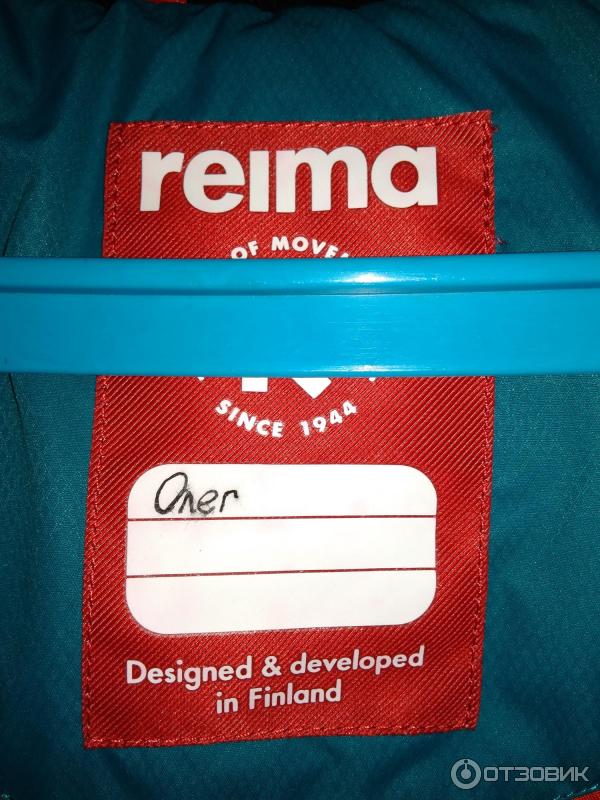 reima
OF MOVE
SINCE 1944
Олег
Designed & developed
in Finland
ОТЗОВИК